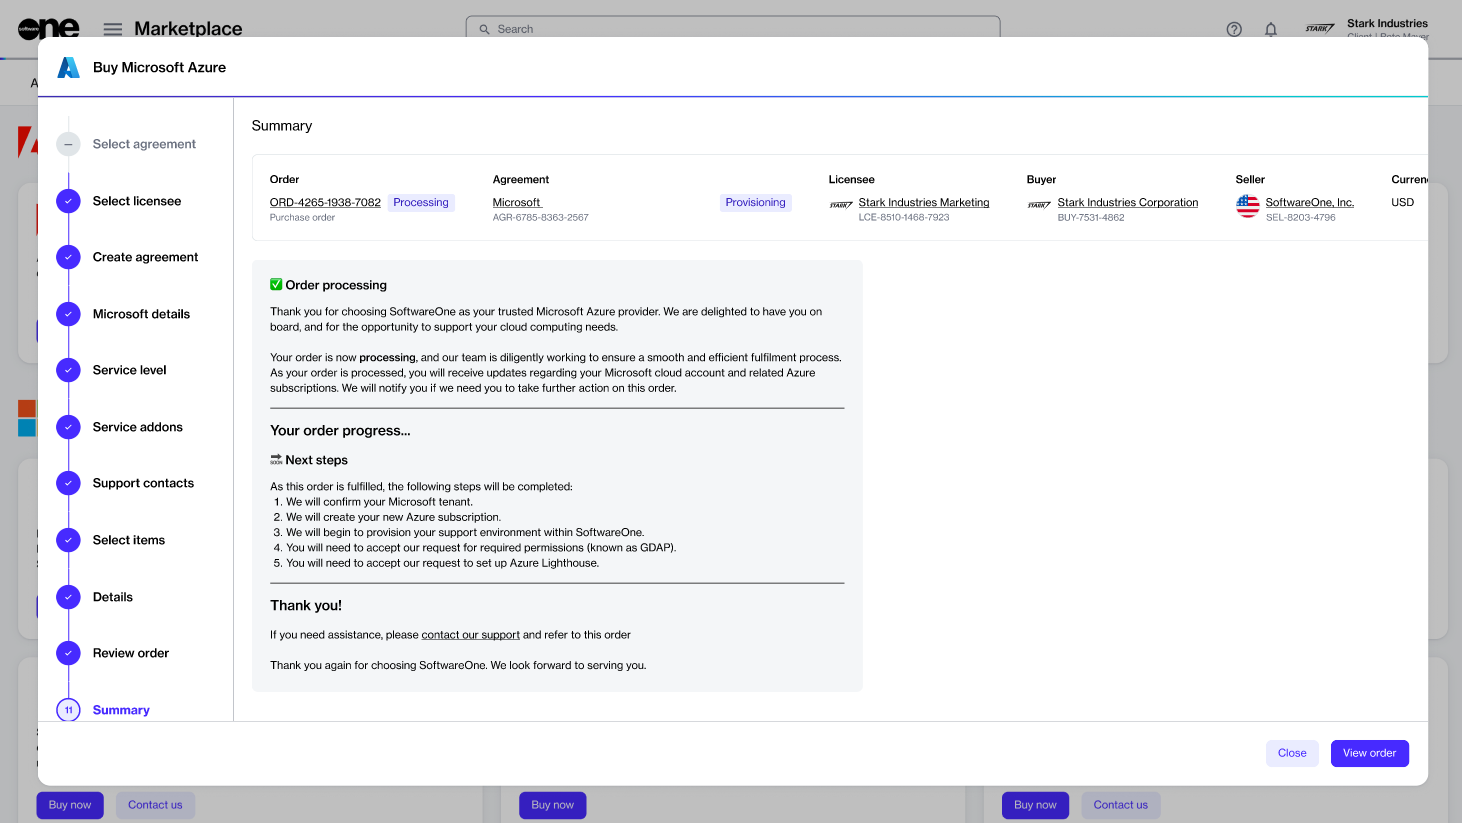 software one
Marketplace
Search
STARK
Stark Industries
Client | Pete Mayer
A
Buy Microsoft Azure
Select agreement
Select licensee
Create agreement
Microsoft details
Service level
Service addons
Support contacts
Select items
Details
Review order
11 Summary
Summary
Order
ORD-4265-1938-7082 Processing
Purchase order
Agreement
Microsoft
AGR-6785-8363-2567
Provisioning
Licensee
STARK Stark Industries Marketing
LCE-8510-1468-7923
Buyer
STARK Stark Industries Corporation
BUY-7531-4862
Seller
SoftwareOne, Inc.
SEL-8203-4796
Curren
USD
✅ Order processing
Thank you for choosing SoftwareOne as your trusted Microsoft Azure provider. We are delighted to have you on
board, and for the opportunity to support your cloud computing needs.
Your order is now processing, and our team is diligently working to ensure a smooth and efficient fulfilment process.
As your order is processed, you will receive updates regarding your Microsoft cloud account and related Azure
subscriptions. We will notify you if we need you to take further action on this order.
Your order progress...
🔜 Next steps
As this order is fulfilled, the following steps will be completed:
1. We will confirm your Microsoft tenant.
2. We will create your new Azure subscription.
3. We will begin to provision your support environment within SoftwareOne.
4. You will need to accept our request for required permissions (known as GDAP).
5. You will need to accept our request to set up Azure Lighthouse.
Thank you!
If you need assistance, please contact our support and refer to this order
Thank you again for choosing SoftwareOne. We look forward to serving you.
Close
View order
Buy now
Contact us
Buy now
Buy now
Contact us